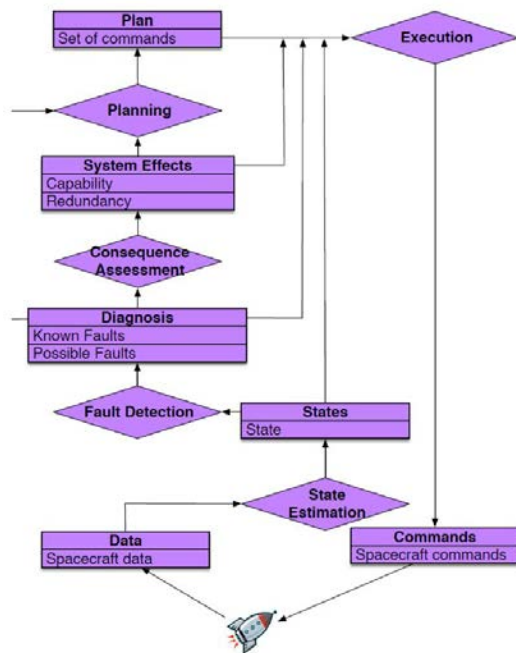 Plan
Set of commands
Execution
Planning
System Effects
Capability
Redundancy
Consequence
Assessment
Diagnosis
Known Faults
Possible Faults
Fault Detection
States
State
State
Estimation
Data
Spacecraft data
Commands
Spacecraft commands